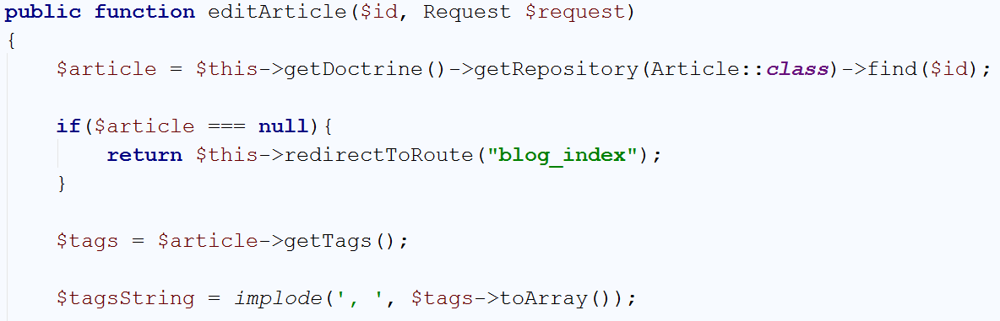 public function editArticle($id, Request $request)
{
    $article = $this->getDoctrine()->getRepository(Article::class)->find($id);
    if($article === null){
        return $this->redirectToRoute("blog_index");
    }
    $tags = $article->getTags();
    $tagsString = implode(', ', $tags->toArray());